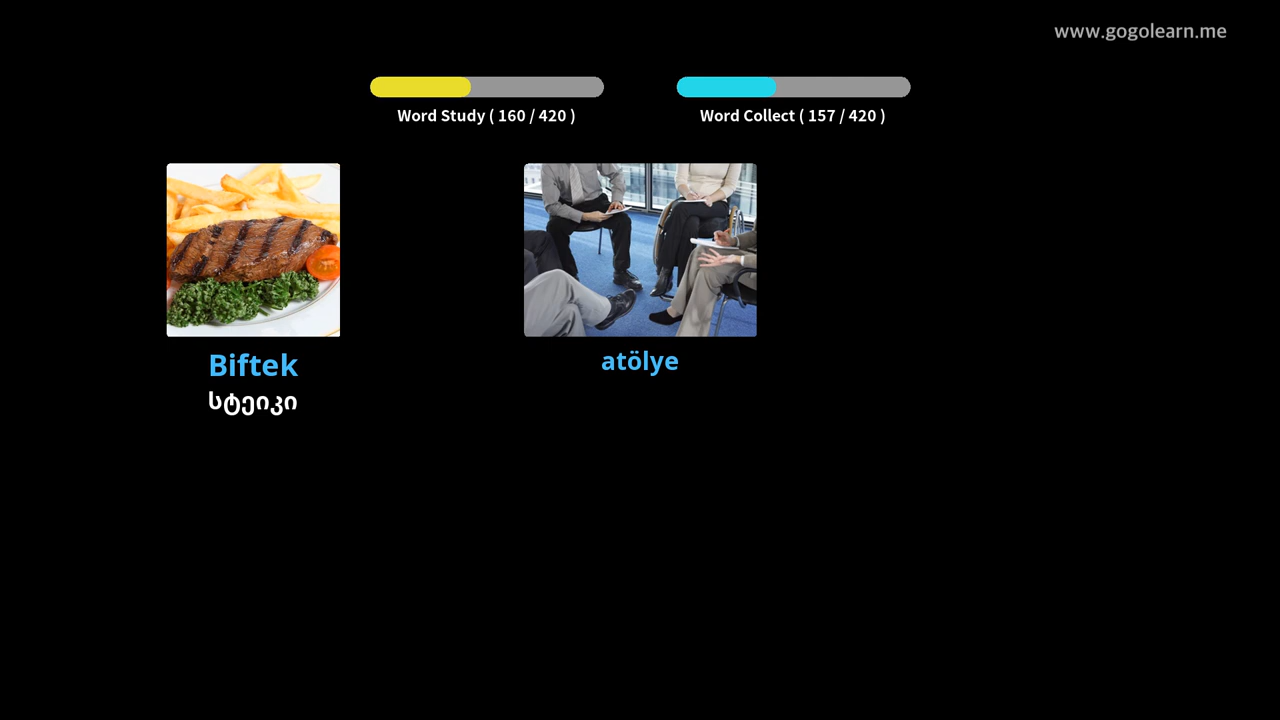 www.gogolearn.me
Word Study ( 160 / 420 )
Word Collect ( 157 / 420 )
Biftek
სტეიკი
atölye